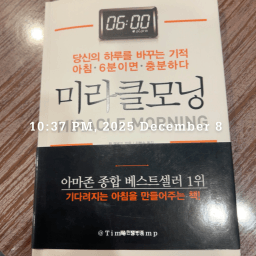 06:00
당신의 하루를 바꾸는 기적
아침·6분이면·충분하다
미라클모닝
10:37 PM, 2025 December 8
MIRACLE MORNING
아마존 종합 베스트셀러 1위
기다려지는 아침을 만들어주는 책!